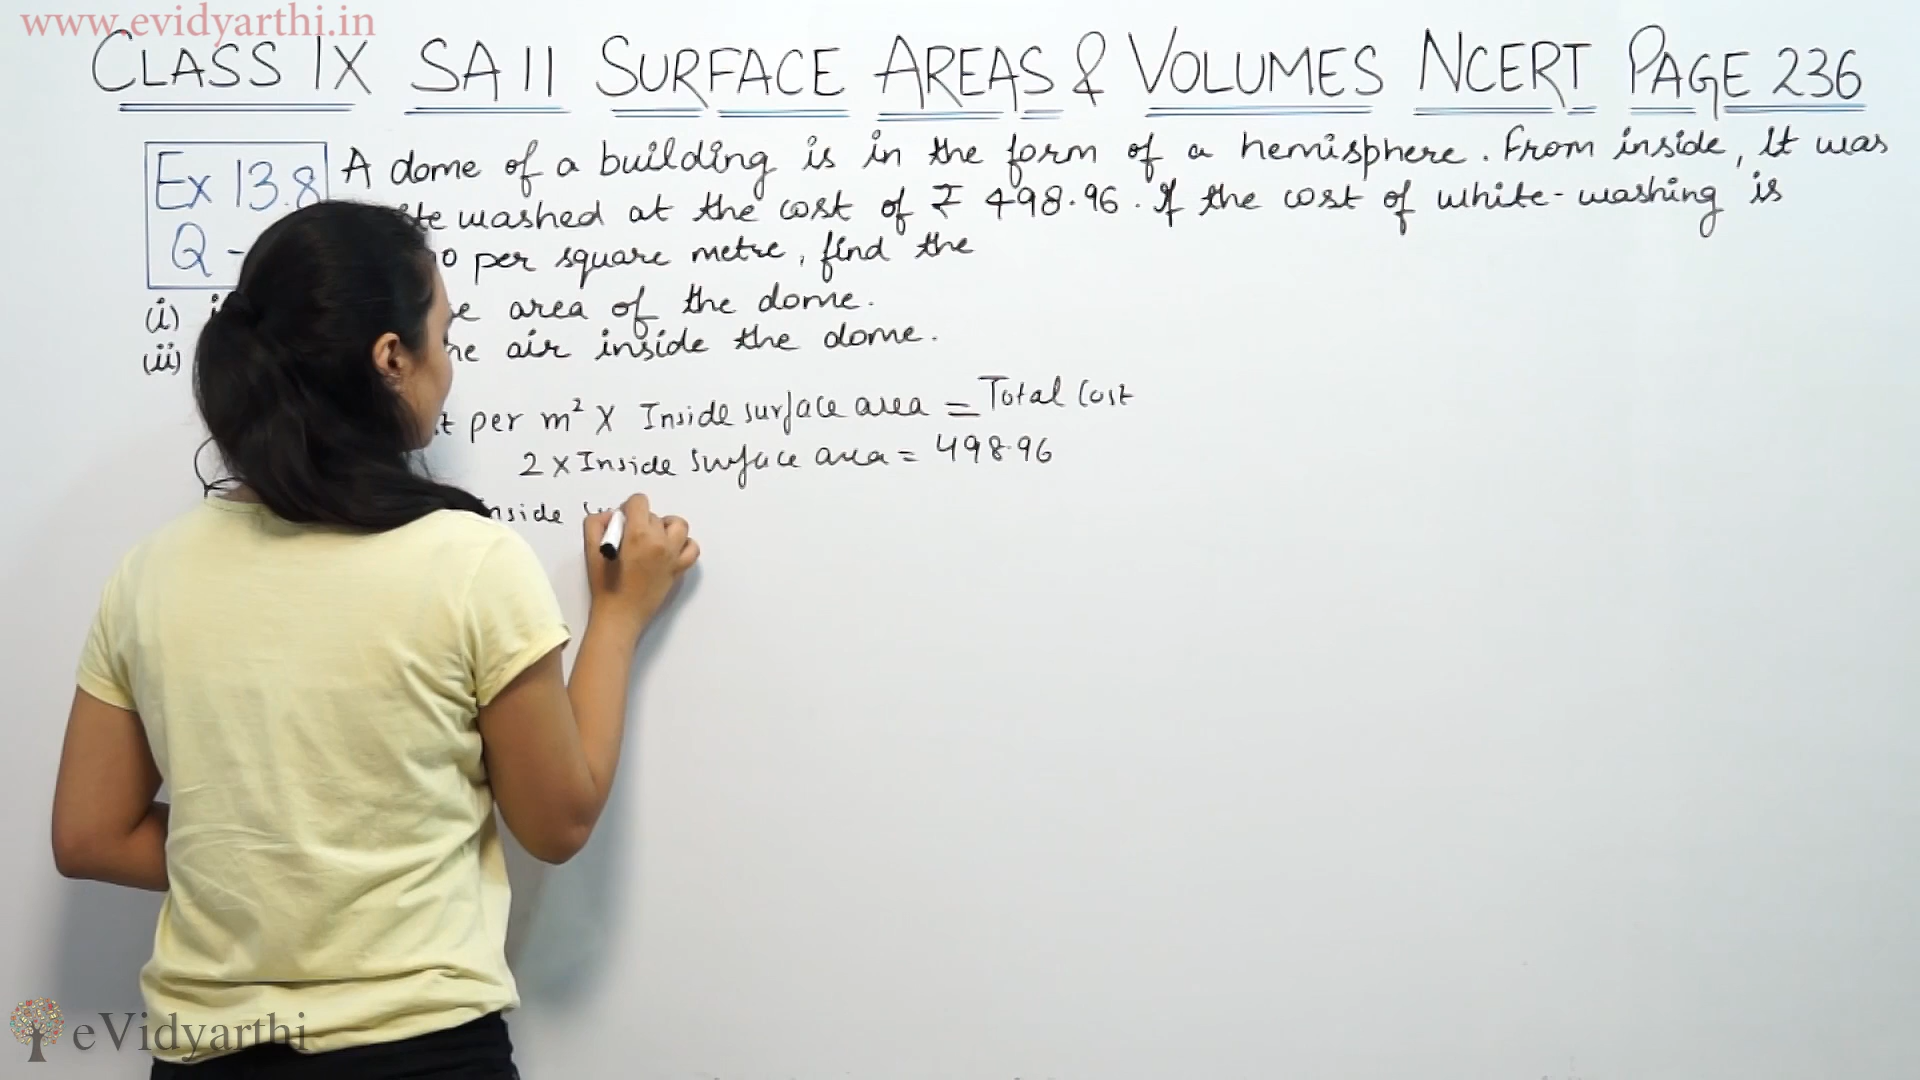 www.evidyarthi.in
CLASS IX SA II SURFACE AREAS & VOLUMES NCERT PAGE 236
Ex 13.8
Q -
A dome of a building is in the form of a hemisphere. From inside, it was
washed at the cost of ₹ 498.96. If the cost of white-washing is
per square metre, find the
(i) area of the dome.
(ii) air inside the dome.
per m² X Inside surface area = Total Cost
2 X Inside surface area = 498.96
Inside
eVidyarthi